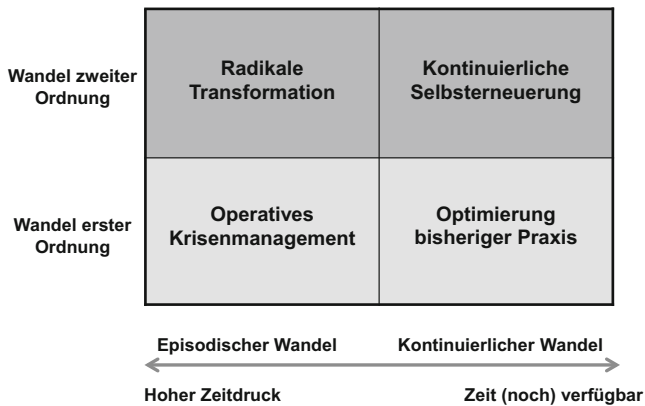 Wandel zweiter
Ordnung
Radikale
Transformation
Kontinuierliche
Selbsterneuerung
Wandel erster
Ordnung
Operatives
Krisenmanagement
Optimierung
bisheriger Praxis
Episodischer Wandel
Kontinuierlicher Wandel
Hoher Zeitdruck
Zeit (noch) verfügbar